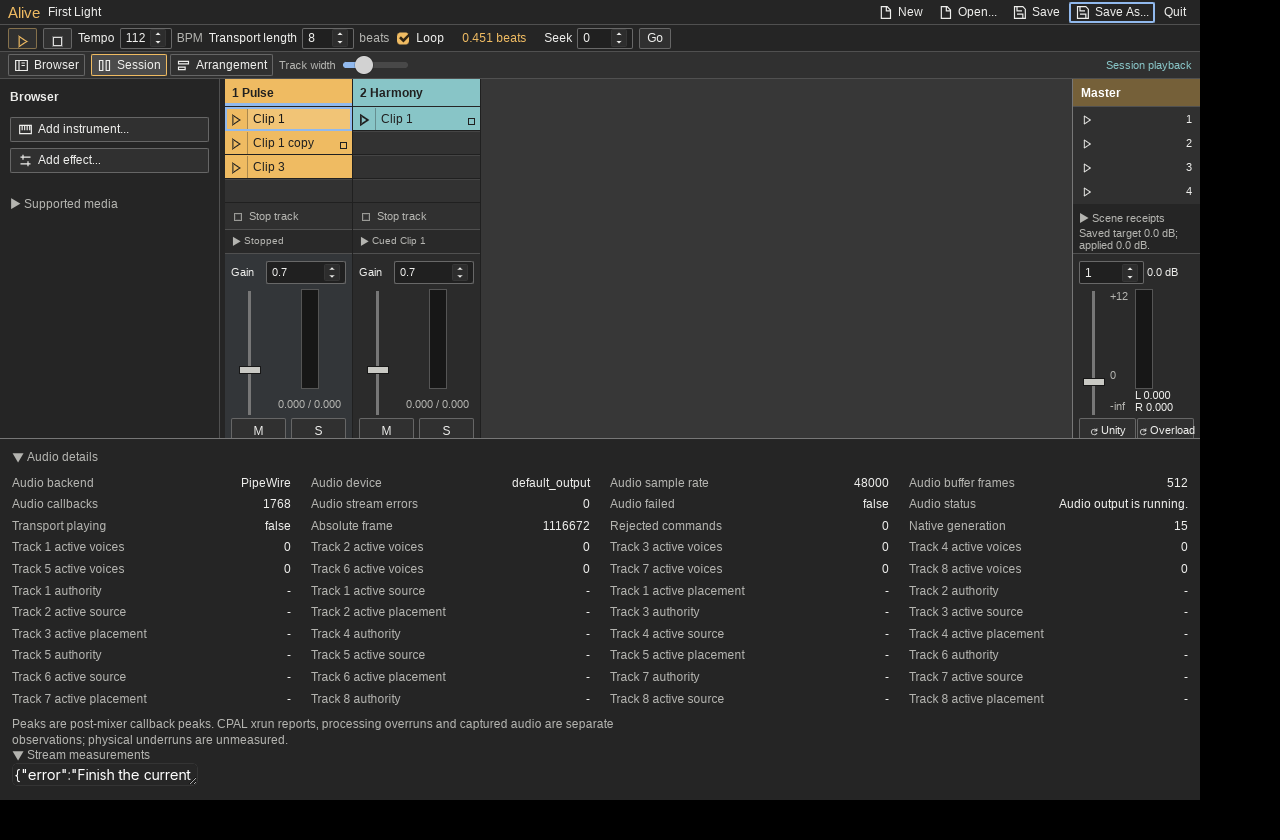 Alive First Light New Open... Save Save As... Quit
Tempo 112 BPM Transport length 8 beats Loop 0.451 beats Seek 0 Go
Browser Session Arrangement Track width Session playback
Browser
Add instrument...
Add effect...
Supported media
1 Pulse 2 Harmony Master
Clip 1 Clip 1 1
Clip 1 copy 2
Clip 3 3
4
Stop track Stop track Scene receipts
Saved target 0.0 dB;
applied 0.0 dB.
Stopped Cued Clip 1
Gain 0.7 Gain 0.7 1 0.0 dB
+12
0
-inf
L 0.000
R 0.000
0.000 / 0.000 0.000 / 0.000
M S M S Unity Overload
Audio details
Audio backend PipeWire Audio device default_output Audio sample rate 48000 Audio buffer frames 512
Audio callbacks 1768 Audio stream errors 0 Audio failed false Audio status Audio output is running.
Transport playing false Absolute frame 1116672 Rejected commands 0 Native generation 15
Track 1 active voices 0 Track 2 active voices 0 Track 3 active voices 0 Track 4 active voices 0
Track 5 active voices 0 Track 6 active voices 0 Track 7 active voices 0 Track 8 active voices 0
Track 1 authority - Track 1 active source - Track 1 active placement - Track 2 authority -
Track 2 active source - Track 2 active placement - Track 3 authority - Track 3 active source -
Track 3 active placement - Track 4 authority - Track 4 active source - Track 4 active placement -
Track 5 authority - Track 5 active source - Track 5 active placement - Track 6 authority -
Track 6 active source - Track 6 active placement - Track 7 authority - Track 7 active source -
Track 7 active placement - Track 8 authority - Track 8 active source - Track 8 active placement -
Peaks are post-mixer callback peaks. CPAL xrun reports, processing overruns and captured audio are separate
observations; physical underruns are unmeasured.
Stream measurements
{"error":"Finish the current